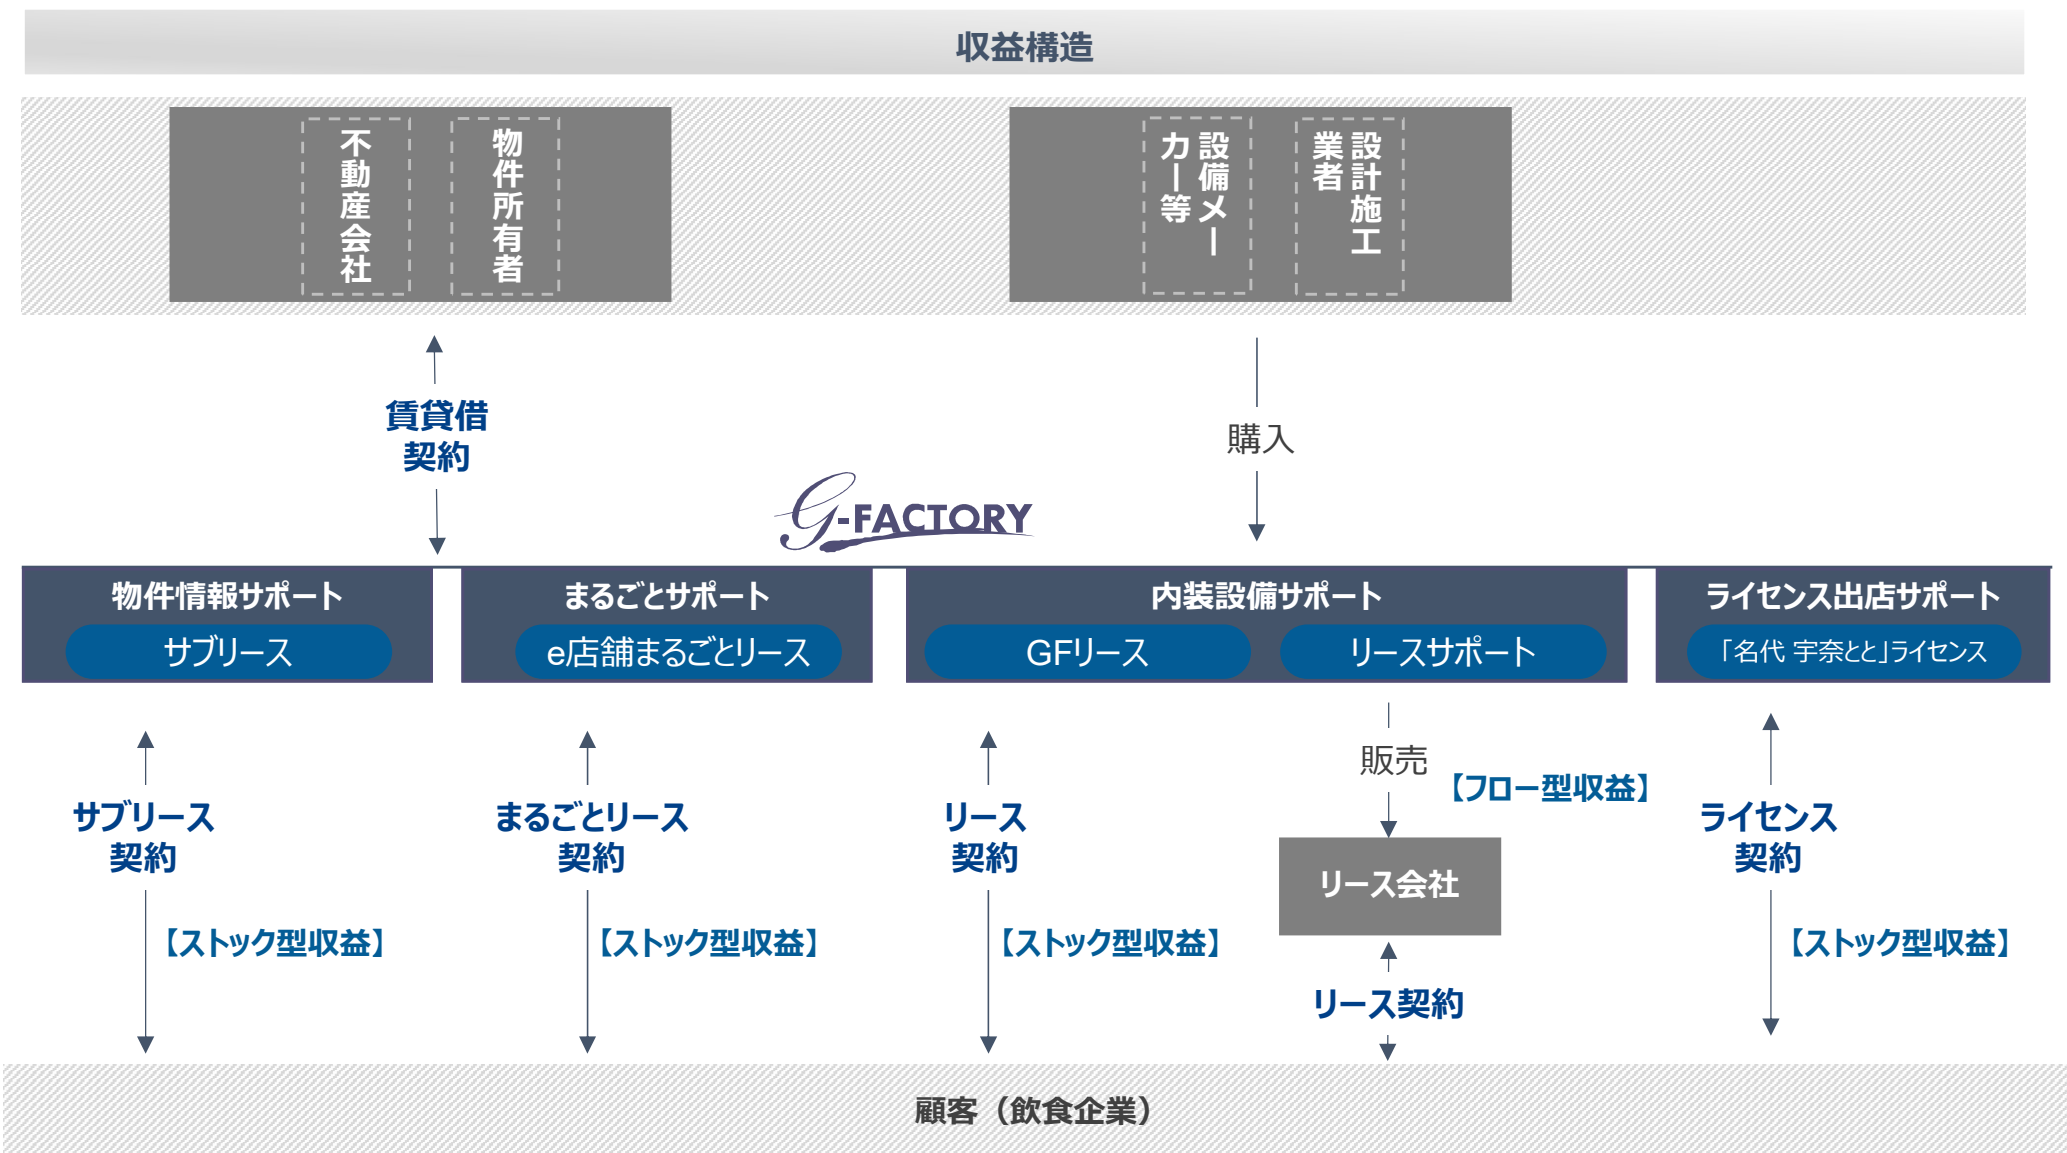 収益構造
不動産会社
物件所有者
設備メー
カー等
設計施工
業者
賃貸借
契約
購入
G-FACTORY
物件情報サポート
サブリース
まるごとサポート
e店舗まるごとリース
内装設備サポート
GFリース
リースサポート
ライセンス出店サポート
「名代 宇奈とと」ライセンス
サブリース
契約
【ストック型収益】
まるごとリース
契約
【ストック型収益】
リース
契約
【ストック型収益】
販売
【フロー型収益】
リース会社
リース契約
ライセンス
契約
【ストック型収益】
顧客（飲食企業）